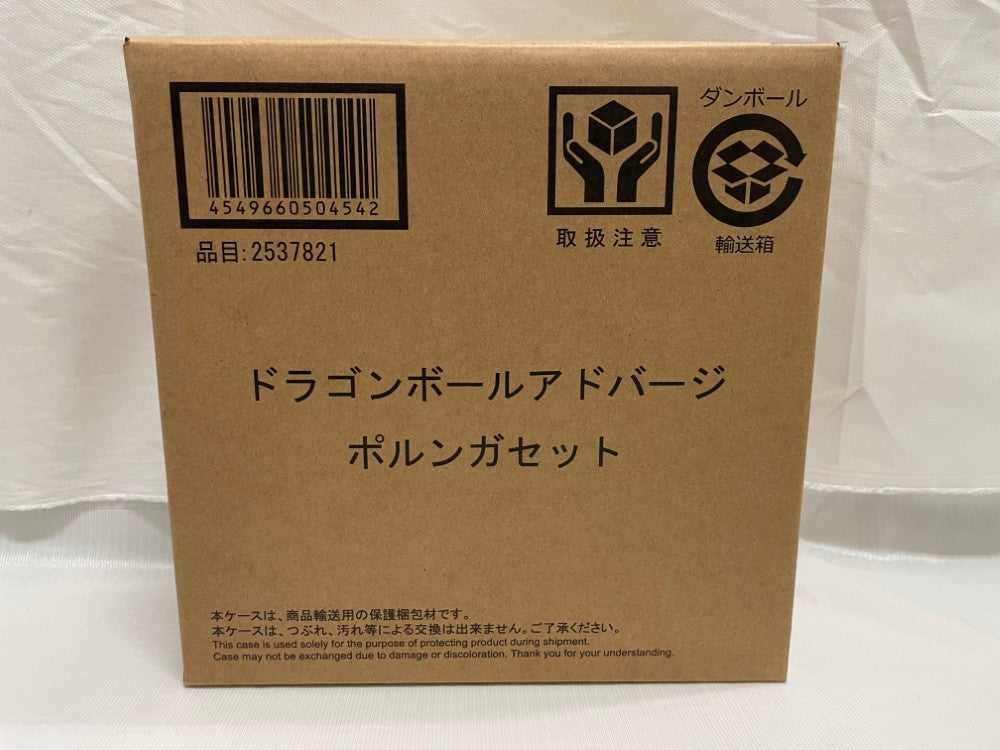 4549660504542
品目:2537821
取扱注意
ダンボール
輸送箱
ドラゴンボールアドバージ
ポルンガセット
本ケースは、商品輸送用の保護梱包材です。
本ケースは、つぶれ、汚れ等による交換は出来ません。ご了承ください。
This case is used solely for the purpose of protecting product during shipment.
Case may not be exchanged due to damage or discoloration. Thank you for your understanding.